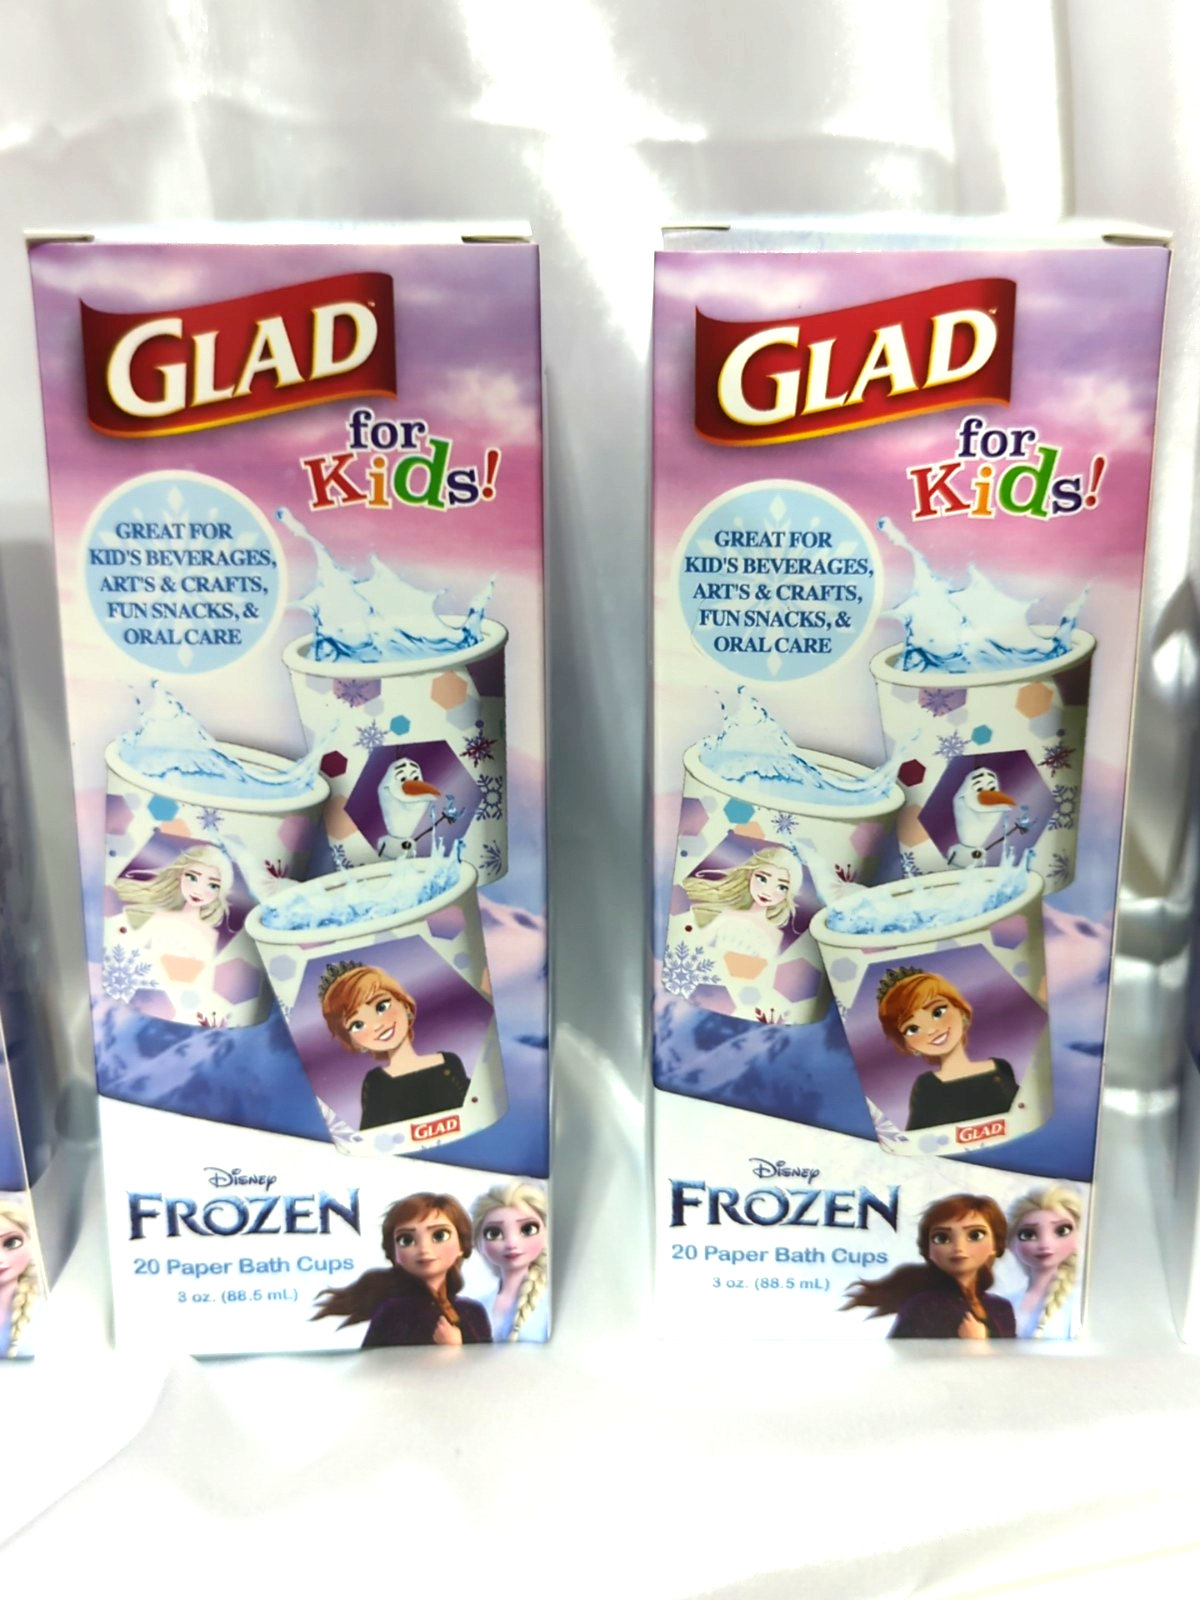 GLAD™
for
Kids!
GREAT FOR
KID'S BEVERAGES,
ART'S & CRAFTS,
FUN SNACKS, &
ORAL CARE
GLAD
Disney
FROZEN
20 Paper Bath Cups
3 oz. (88.5 mL)
GLAD™
for
Kids!
GREAT FOR
KID'S BEVERAGES,
ART'S & CRAFTS,
FUN SNACKS, &
ORAL CARE
GLAD
Disney
FROZEN
20 Paper Bath Cups
3 oz. (88.5 mL)